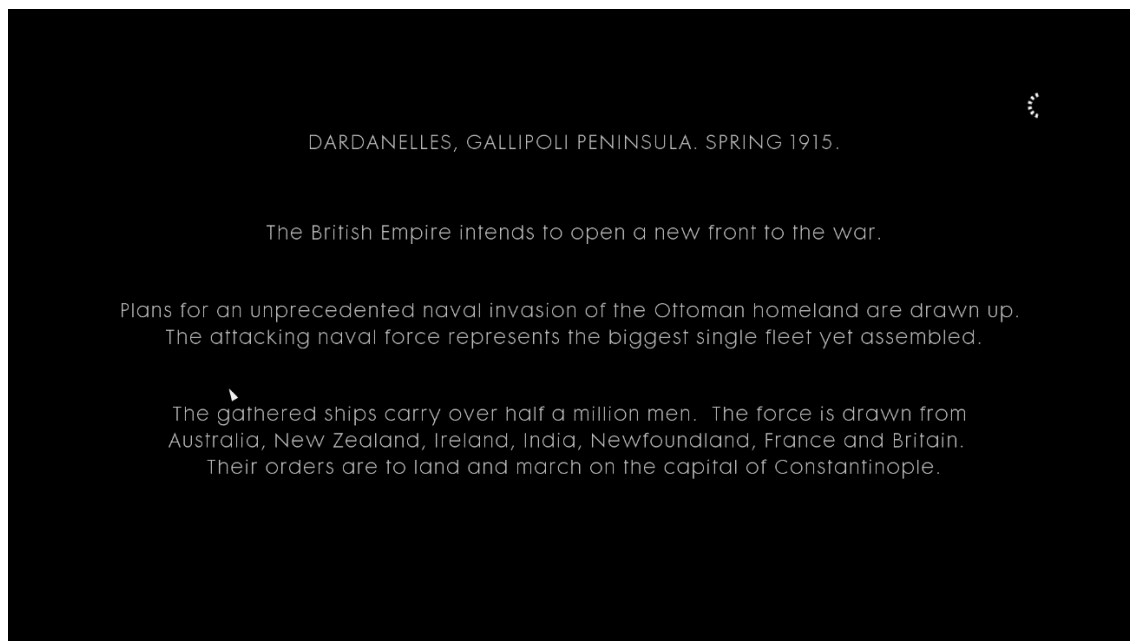 DARDANELLES, GALLIPOLI PENINSULA. SPRING 1915.
The British Empire intends to open a new front to the war.
Plans for an unprecedented naval invasion of the Ottoman homeland are drawn up.
The attacking naval force represents the biggest single fleet yet assembled.
The gathered ships carry over half a million men.  The force is drawn from
Australia, New Zealand, Ireland, India, Newfoundland, France and Britain.
Their orders are to land and march on the capital of Constantinople.